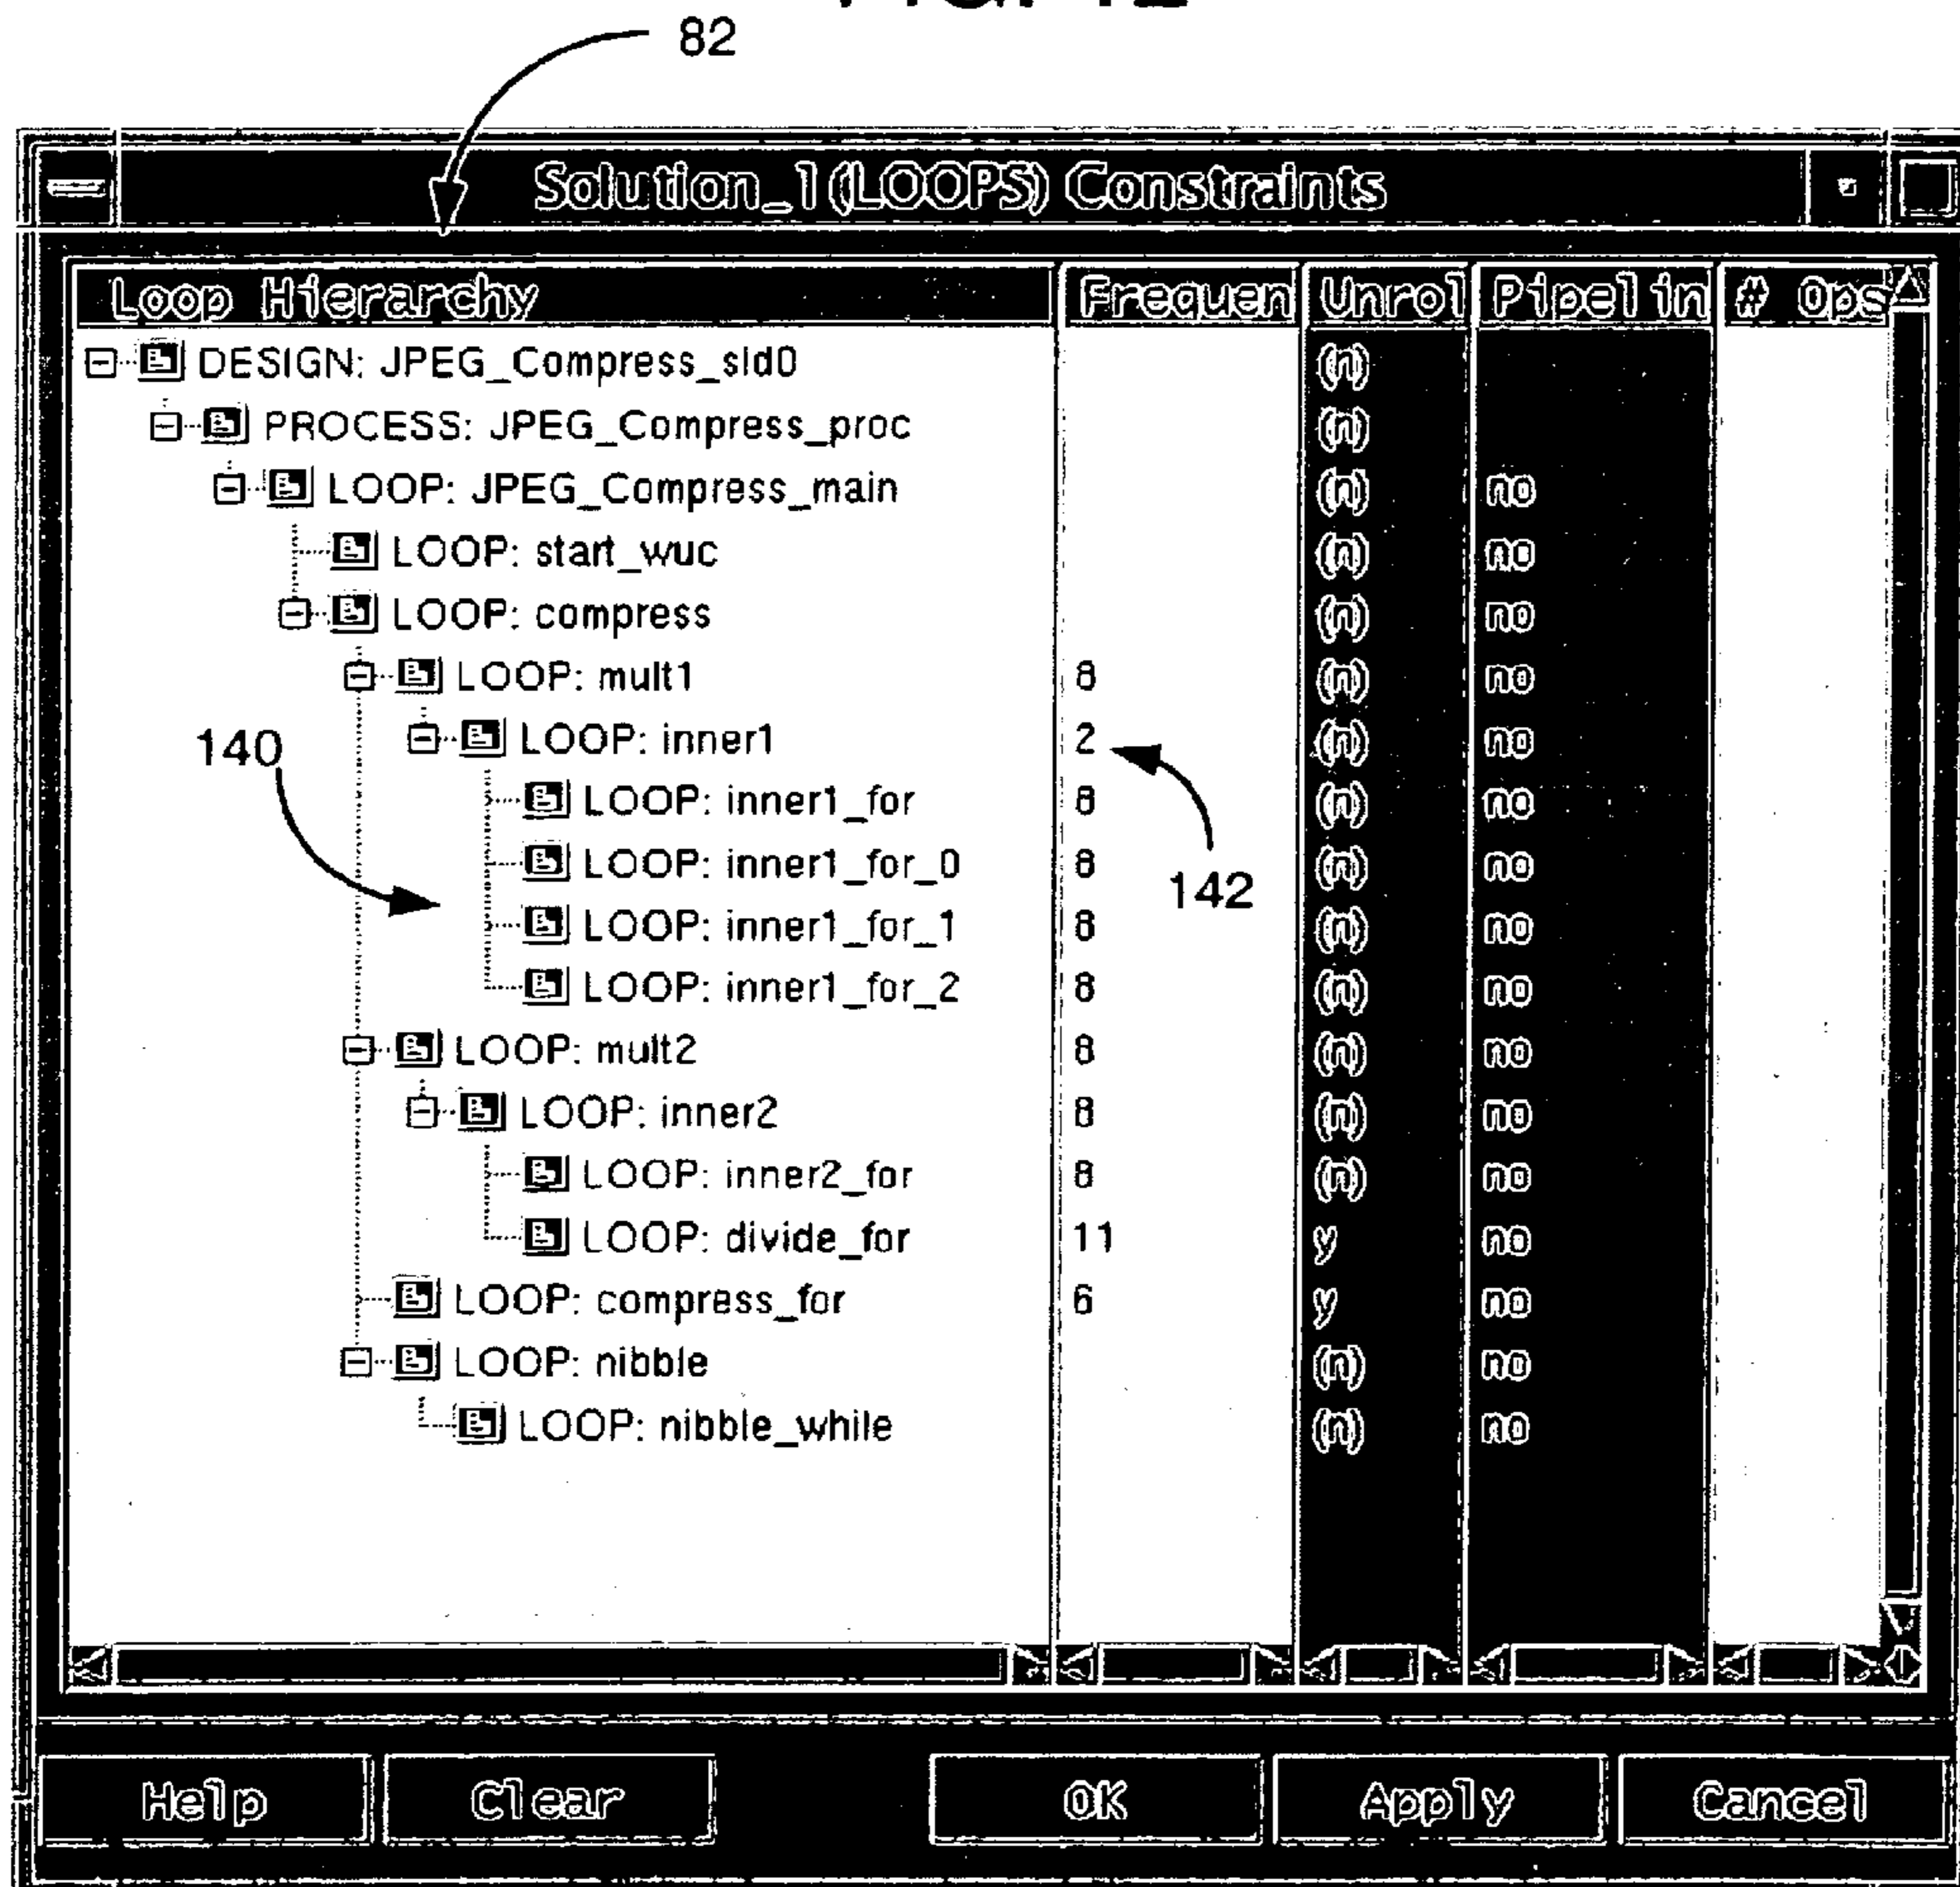 82
Solution_1(LOOPS) Constraints
Loop Hierarchy Frequen Unrol Pipelin # Ops
DESIGN: JPEG_Compress_sld0 (n)
PROCESS: JPEG_Compress_proc (n)
LOOP: JPEG_Compress_main (n) no
LOOP: start_wuc (n) no
LOOP: compress (n) no
LOOP: mult1 8 (n) no
140 LOOP: inner1 2 (n) no
LOOP: inner1_for 8 (n) no
LOOP: inner1_for_0 8 142 (n) no
LOOP: inner1_for_1 8 (n) no
LOOP: inner1_for_2 8 (n) no
LOOP: mult2 8 (n) no
LOOP: inner2 8 (n) no
LOOP: inner2_for 8 (n) no
LOOP: divide_for 11 y no
LOOP: compress_for 6 y no
LOOP: nibble (n) no
LOOP: nibble_while (n) no
Help Clear OK Apply Cancel